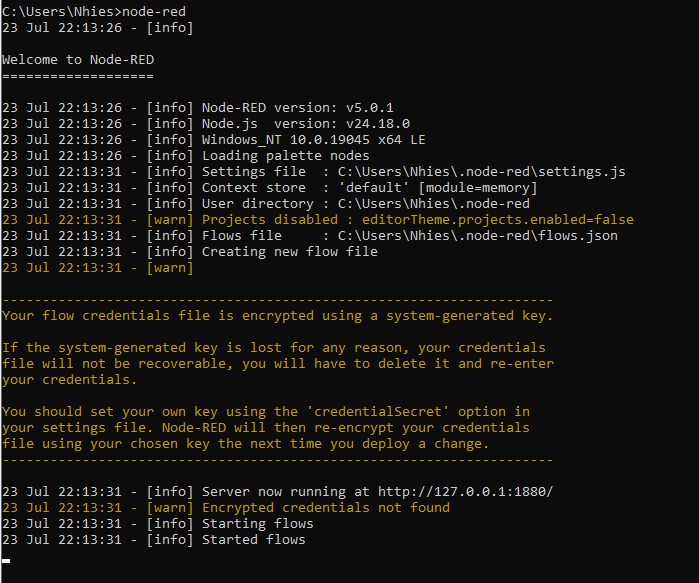 C:\Users\Nhies>node-red
23 Jul 22:13:26 - [info]
Welcome to Node-RED
===================
23 Jul 22:13:26 - [info] Node-RED version: v5.0.1
23 Jul 22:13:26 - [info] Node.js  version: v24.18.0
23 Jul 22:13:26 - [info] Windows_NT 10.0.19045 x64 LE
23 Jul 22:13:26 - [info] Loading palette nodes
23 Jul 22:13:31 - [info] Settings file  : C:\Users\Nhies\.node-red\settings.js
23 Jul 22:13:31 - [info] Context store  : 'default' [module=memory]
23 Jul 22:13:31 - [info] User directory : C:\Users\Nhies\.node-red
23 Jul 22:13:31 - [warn] Projects disabled : editorTheme.projects.enabled=false
23 Jul 22:13:31 - [info] Flows file     : C:\Users\Nhies\.node-red\flows.json
23 Jul 22:13:31 - [info] Creating new flow file
23 Jul 22:13:31 - [warn]
---------------------------------------------------------------------
Your flow credentials file is encrypted using a system-generated key.
If the system-generated key is lost for any reason, your credentials
file will not be recoverable, you will have to delete it and re-enter
your credentials.
You should set your own key using the 'credentialSecret' option in
your settings file. Node-RED will then re-encrypt your credentials
file using your chosen key the next time you deploy a change.
---------------------------------------------------------------------
23 Jul 22:13:31 - [info] Server now running at http://127.0.0.1:1880/
23 Jul 22:13:31 - [warn] Encrypted credentials not found
23 Jul 22:13:31 - [info] Starting flows
23 Jul 22:13:31 - [info] Started flows